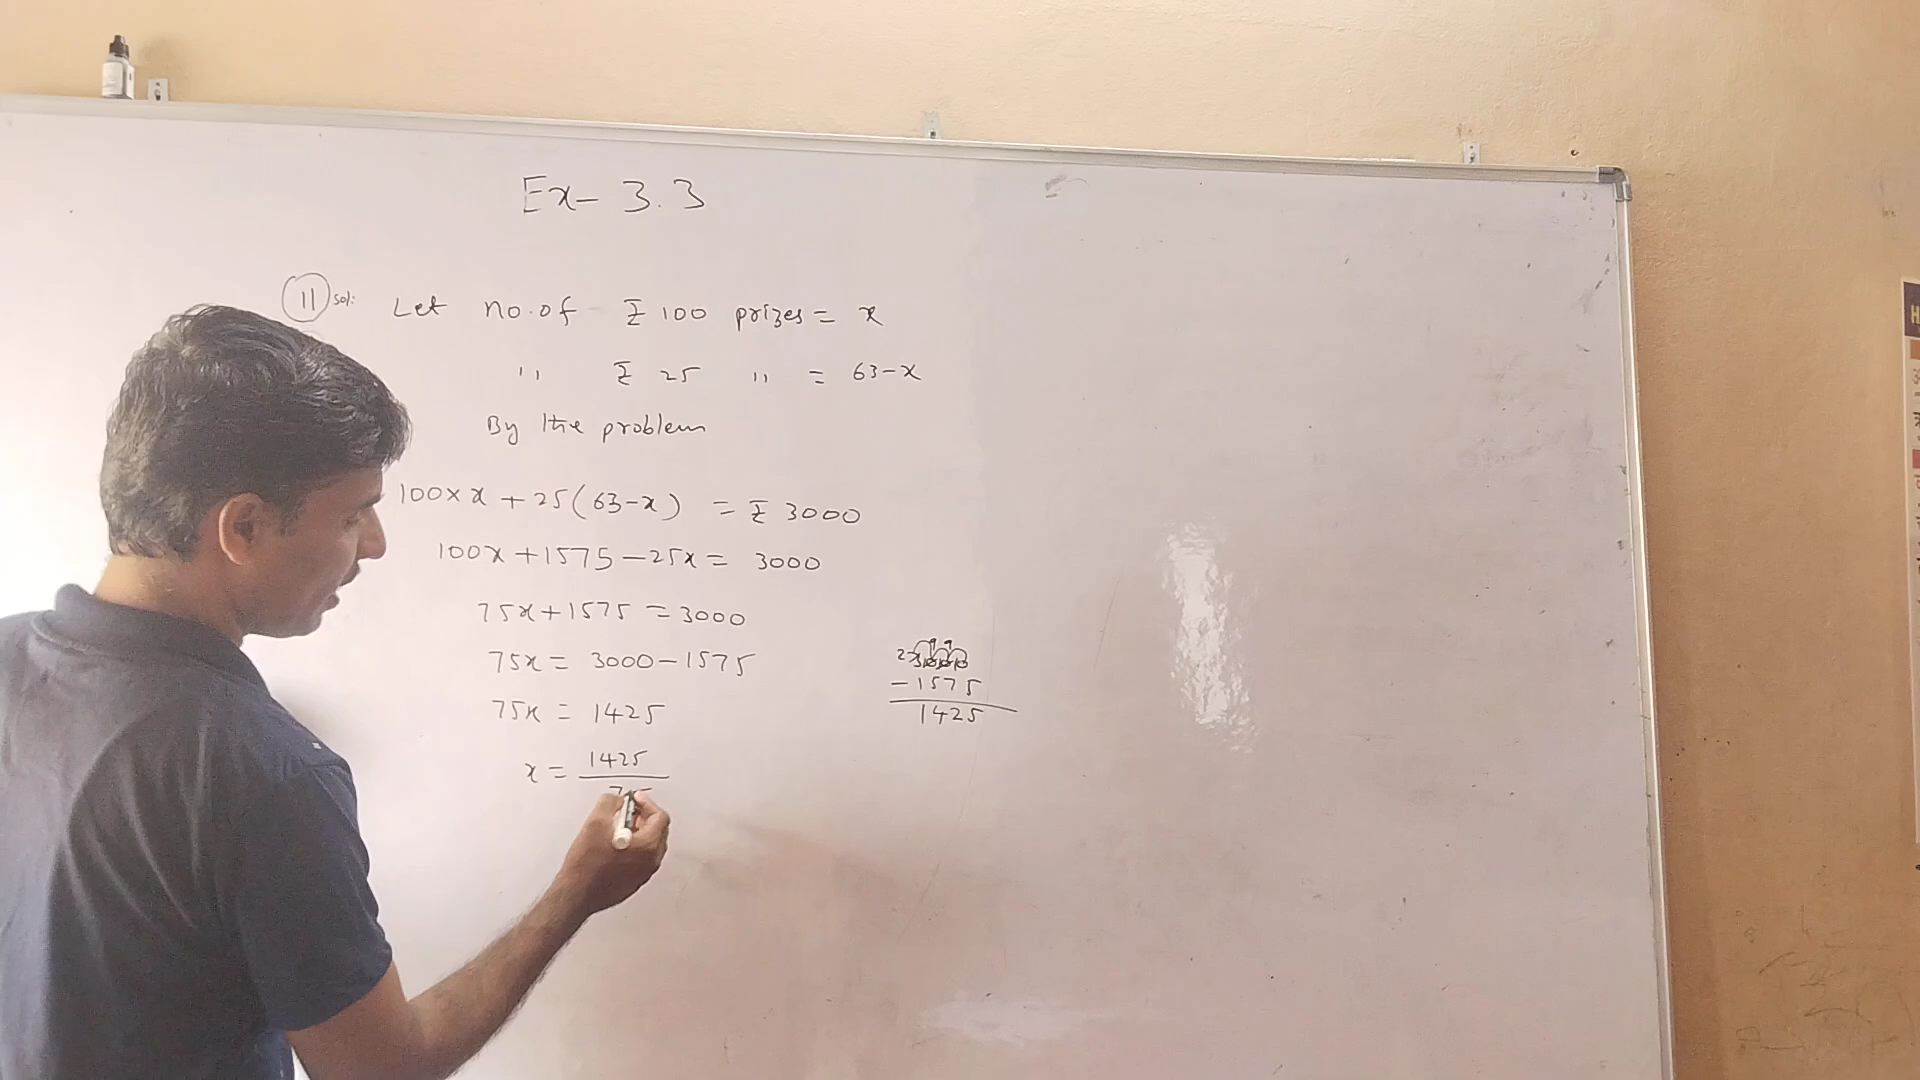 Ex- 3.3
11 sol: Let no.of ₹ 100 prizes = x
,, ₹ 25 ,, = 63-x
By the problem
100×x + 25(63-x) = ₹ 3000
100x +1575 -25x = 3000
75x+1575 = 3000
75x = 3000-1575
75x = 1425
x = 1425
75
-1575
1425